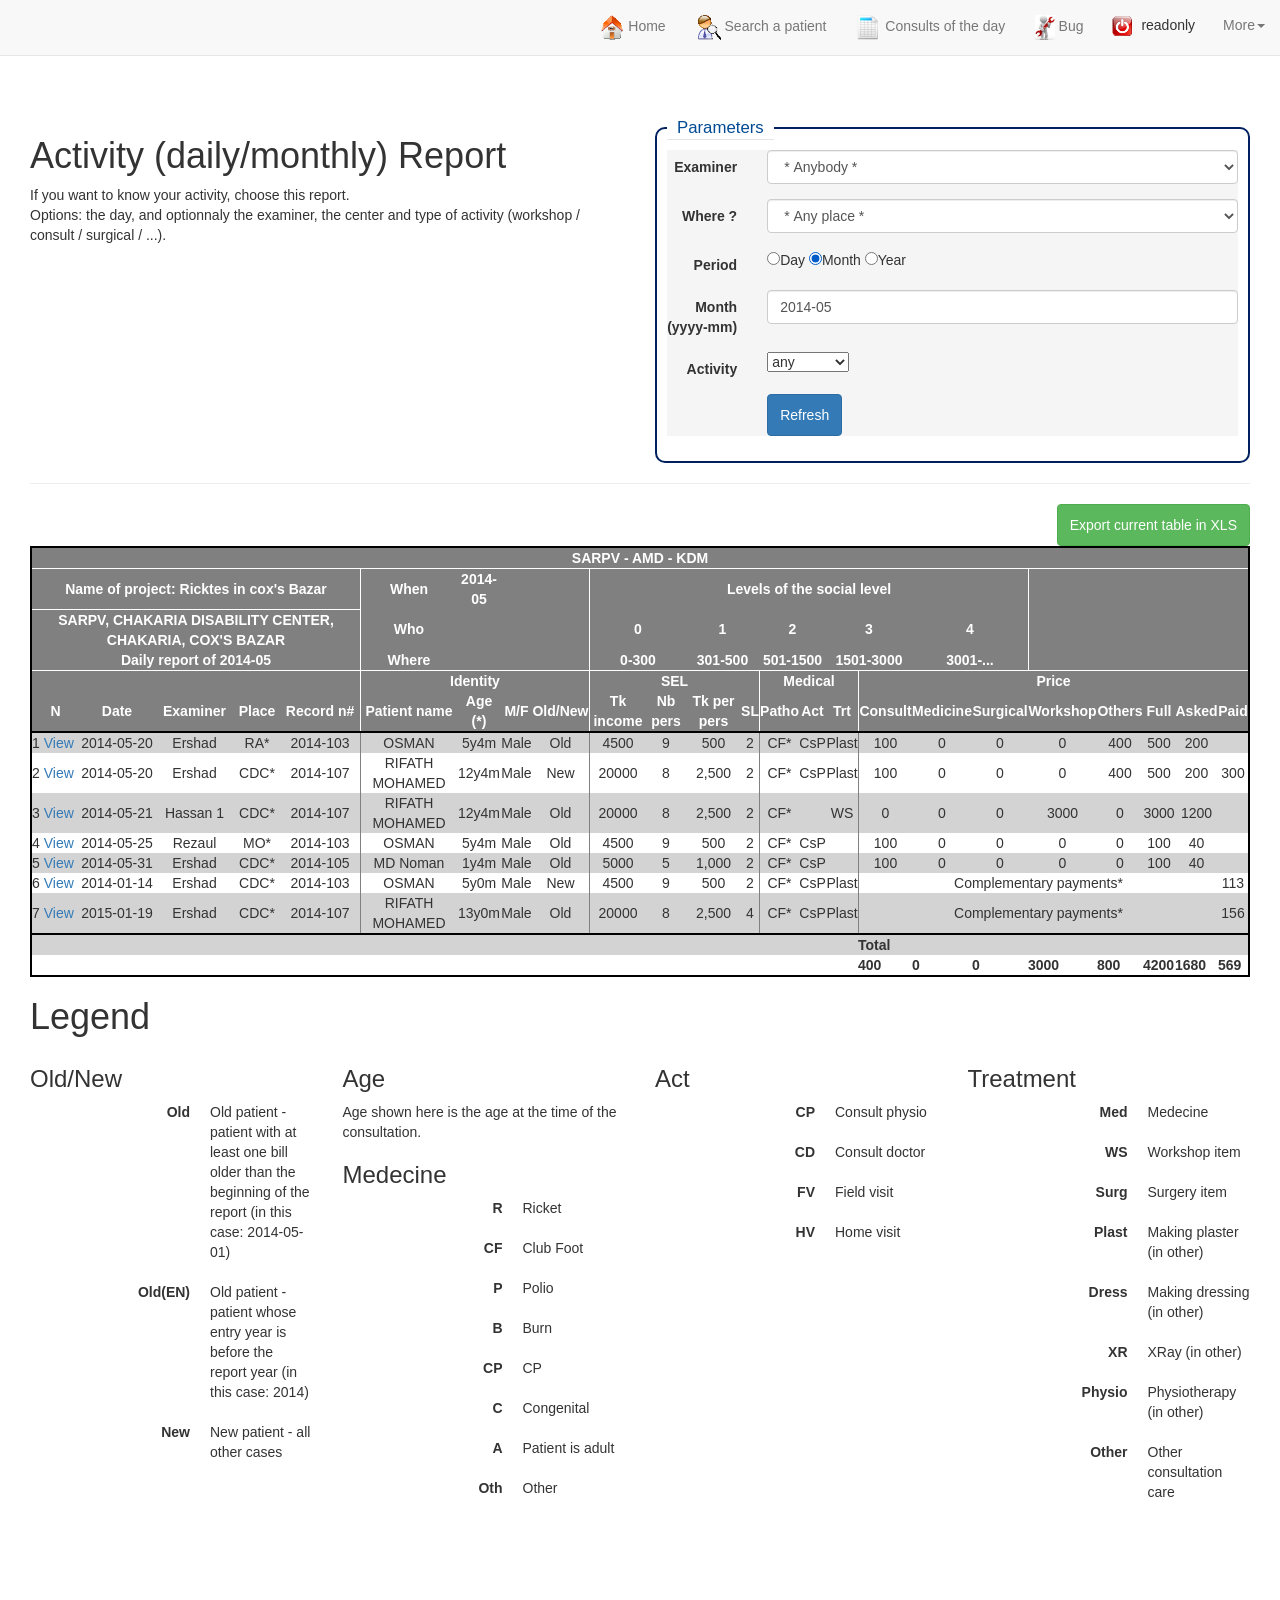 Home Search a patient Consults of the day Bug readonly More
Activity (daily/monthly) Report
If you want to know your activity, choose this report.
Options: the day, and optionnaly the examiner, the center and type of activity (workshop /
consult / surgical / ...).
Parameters
Examiner * Anybody *
Where ? * Any place *
Period Day Month Year
Month
(yyyy-mm) 2014-05
Activity any
Refresh
Export current table in XLS
SARPV - AMD - KDM
Name of project: Ricktes in cox's Bazar When 2014-
05 Levels of the social level
SARPV, CHAKARIA DISABILITY CENTER,
CHAKARIA, COX'S BAZAR Who 0 1 2 3 4
Daily report of 2014-05 Where 0-300 301-500 501-1500 1501-3000 3001-...
Identity SEL Medical Price
N Date Examiner Place Record n# Patient name Age
(*) M/F Old/New Tk
income Nb
pers Tk per
pers SL Patho Act Trt Consult Medicine Surgical Workshop Others Full Asked Paid
1 View 2014-05-20 Ershad RA* 2014-103 OSMAN 5y4m Male Old 4500 9 500 2 CF* CsP Plast 100 0 0 0 400 500 200
2 View 2014-05-20 Ershad CDC* 2014-107 RIFATH
MOHAMED 12y4m Male New 20000 8 2,500 2 CF* CsP Plast 100 0 0 0 400 500 200 300
3 View 2014-05-21 Hassan 1 CDC* 2014-107 RIFATH
MOHAMED 12y4m Male Old 20000 8 2,500 2 CF* WS 0 0 0 3000 0 3000 1200
4 View 2014-05-25 Rezaul MO* 2014-103 OSMAN 5y4m Male Old 4500 9 500 2 CF* CsP 100 0 0 0 0 100 40
5 View 2014-05-31 Ershad CDC* 2014-105 MD Noman 1y4m Male Old 5000 5 1,000 2 CF* CsP 100 0 0 0 0 100 40
6 View 2014-01-14 Ershad CDC* 2014-103 OSMAN 5y0m Male New 4500 9 500 2 CF* CsP Plast Complementary payments* 113
7 View 2015-01-19 Ershad CDC* 2014-107 RIFATH
MOHAMED 13y0m Male Old 20000 8 2,500 4 CF* CsP Plast Complementary payments* 156
Total
400 0 0 3000 800 4200 1680 569
Legend
Old/New
Old Old patient -
patient with at
least one bill
older than the
beginning of the
report (in this
case: 2014-05-
01)
Old(EN) Old patient -
patient whose
entry year is
before the
report year (in
this case: 2014)
New New patient - all
other cases
Age
Age shown here is the age at the time of the
consultation.
Medecine
R Ricket
CF Club Foot
P Polio
B Burn
CP CP
C Congenital
A Patient is adult
Oth Other
Act
CP Consult physio
CD Consult doctor
FV Field visit
HV Home visit
Treatment
Med Medecine
WS Workshop item
Surg Surgery item
Plast Making plaster
(in other)
Dress Making dressing
(in other)
XR XRay (in other)
Physio Physiotherapy
(in other)
Other Other
consultation
care